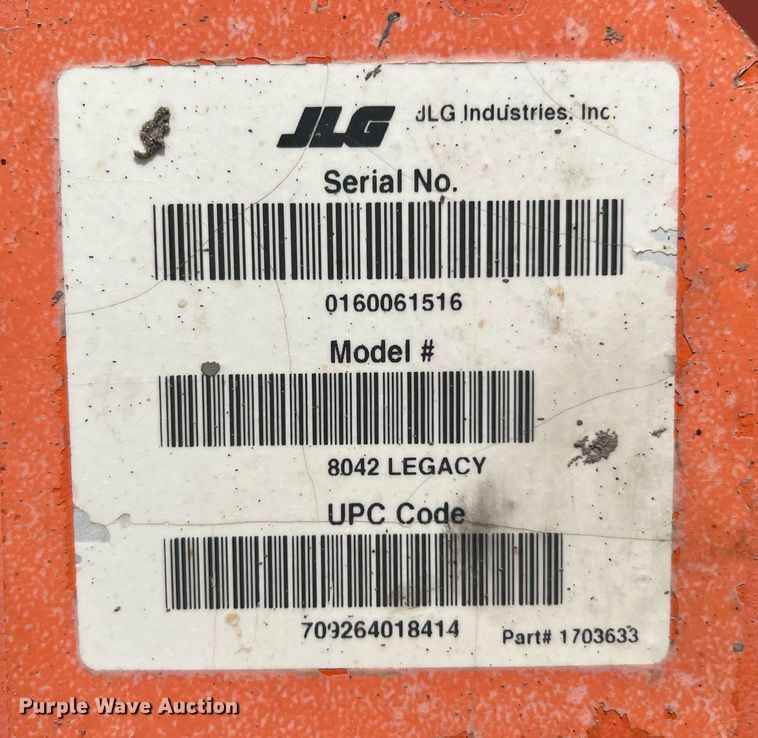 JLG JLG Industries, Inc.
Serial No.
0160061516
Model #
8042 LEGACY
UPC Code
709264018414
Part# 1703633
Purple Wave Auction